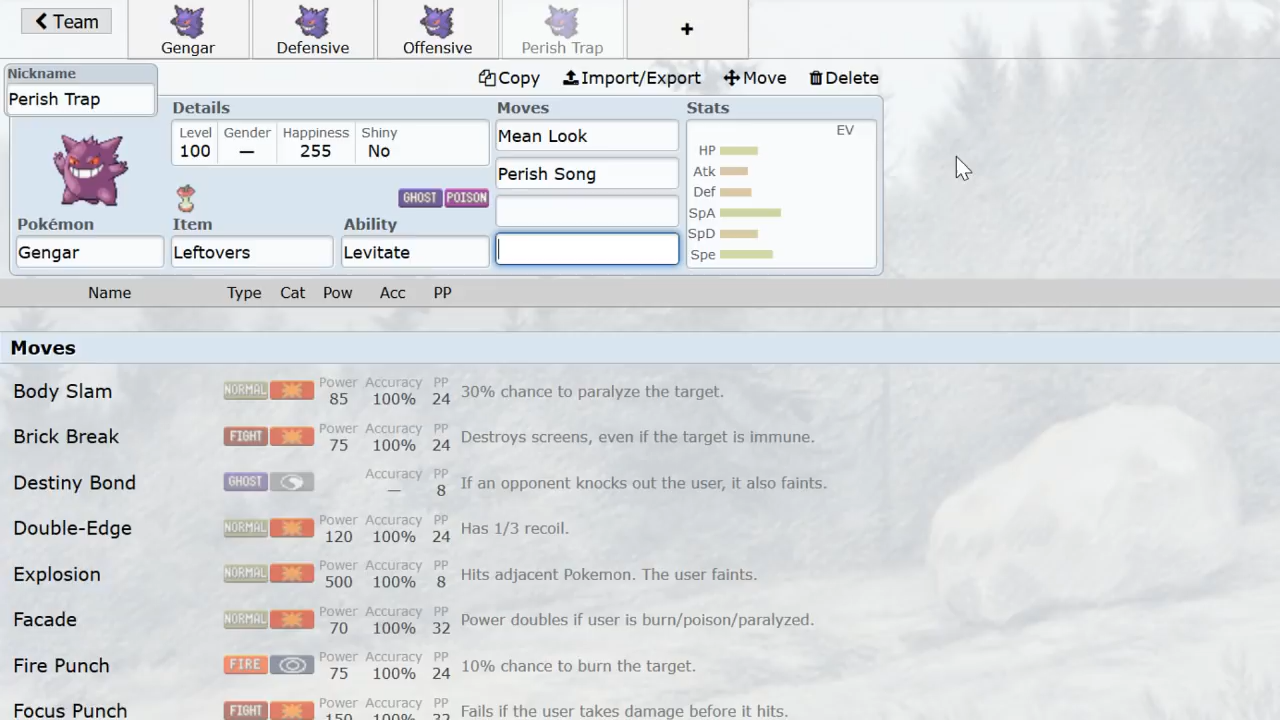 Team
Gengar
Defensive
Offensive
Perish Trap
+
Nickname
Perish Trap
Copy
Import/Export
Move
Delete
Details
Level
100
Gender
—
Happiness
255
Shiny
No
GHOST POISON
Pokémon
Gengar
Item
Leftovers
Ability
Levitate
Moves
Mean Look
Perish Song
Stats
EV
HP
Atk
Def
SpA
SpD
Spe
Name Type Cat Pow Acc PP
Moves
Body Slam NORMAL Power 85 Accuracy 100% PP 24 30% chance to paralyze the target.
Brick Break FIGHT Power 75 Accuracy 100% PP 24 Destroys screens, even if the target is immune.
Destiny Bond GHOST Accuracy — PP 8 If an opponent knocks out the user, it also faints.
Double-Edge NORMAL Power 120 Accuracy 100% PP 24 Has 1/3 recoil.
Explosion NORMAL Power 500 Accuracy 100% PP 8 Hits adjacent Pokemon. The user faints.
Facade NORMAL Power 70 Accuracy 100% PP 32 Power doubles if user is burn/poison/paralyzed.
Fire Punch FIRE Power 75 Accuracy 100% PP 24 10% chance to burn the target.
Focus Punch FIGHT Power 150 Accuracy 100% PP 32 Fails if the user takes damage before it hits.